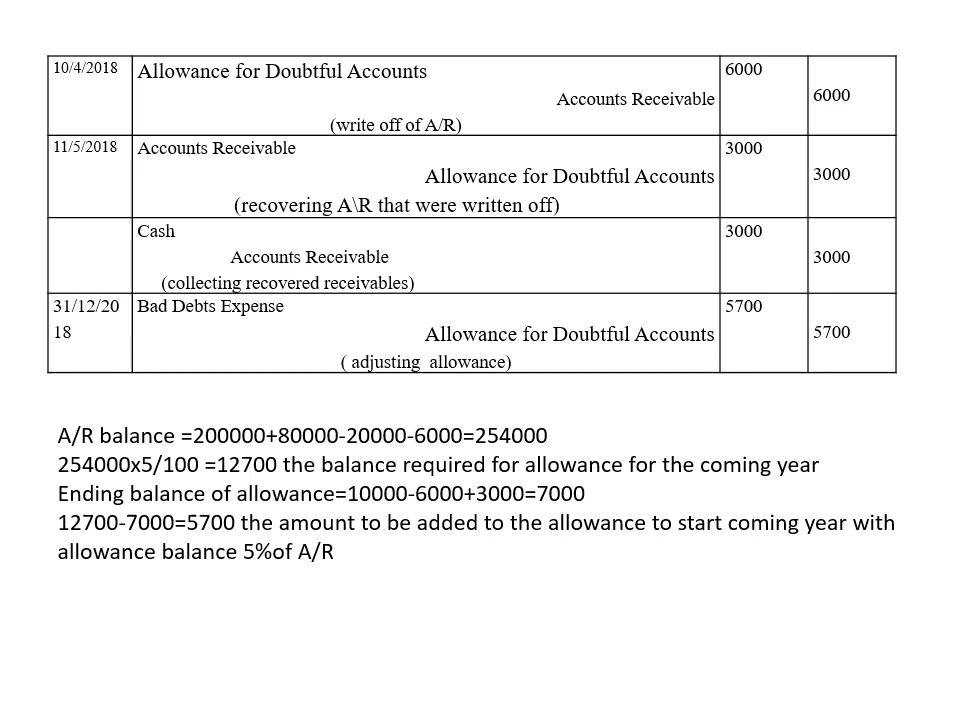 10/4/2018 Allowance for Doubtful Accounts 6000
Accounts Receivable 6000
(write off of A/R)
11/5/2018 Accounts Receivable 3000
Allowance for Doubtful Accounts 3000
(recovering A\R that were written off)
Cash 3000
Accounts Receivable 3000
(collecting recovered receivables)
31/12/20 Bad Debts Expense 5700
18 Allowance for Doubtful Accounts 5700
( adjusting allowance)
A/R balance =200000+80000-20000-6000=254000
254000x5/100 =12700 the balance required for allowance for the coming year
Ending balance of allowance=10000-6000+3000=7000
12700-7000=5700 the amount to be added to the allowance to start coming year with
allowance balance 5%of A/R